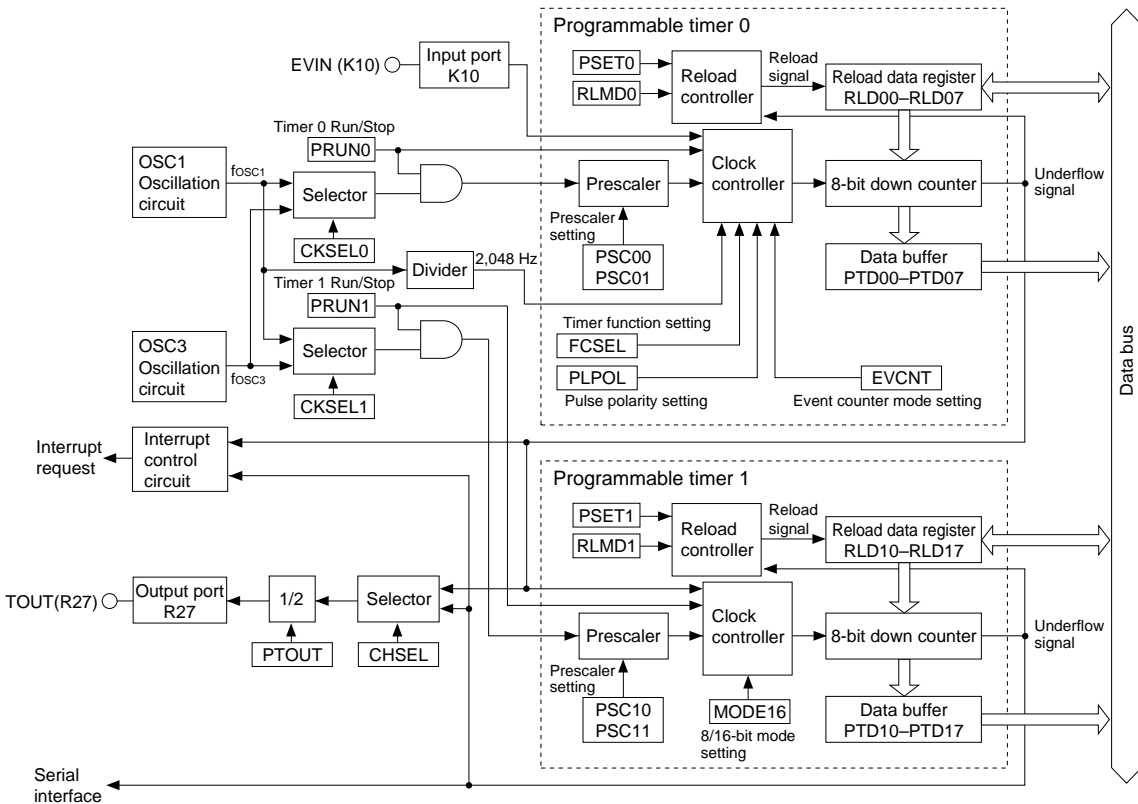 Programmable timer 0
EVIN (K10)
Input port
K10
PSET0
RLMD0
Reload
controller
Reload
signal
Reload data register
RLD00–RLD07
Timer 0 Run/Stop
PRUN0
OSC1
Oscillation
circuit
fOSC1
Selector
CKSEL0
Prescaler
Prescaler
setting
PSC00
PSC01
Clock
controller
8-bit down counter
Underflow
signal
Data buffer
PTD00–PTD07
Divider
2,048 Hz
Timer 1 Run/Stop
PRUN1
OSC3
Oscillation
circuit
fOSC3
Selector
CKSEL1
Timer function setting
FCSEL
PLPOL
Pulse polarity setting
EVCNT
Event counter mode setting
Data bus
Interrupt
request
Interrupt
control
circuit
Programmable timer 1
PSET1
RLMD1
Reload
controller
Reload
signal
Reload data register
RLD10–RLD17
TOUT(R27)
Output port
R27
1/2
PTOUT
Selector
CHSEL
Prescaler
Prescaler
setting
PSC10
PSC11
Clock
controller
MODE16
8/16-bit mode
setting
8-bit down counter
Underflow
signal
Data buffer
PTD10–PTD17
Serial
interface